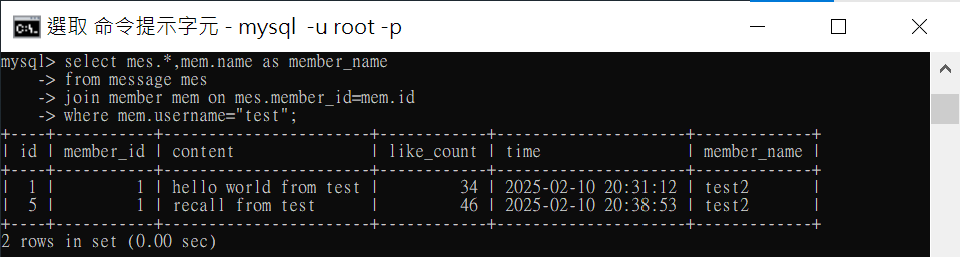 選取 命令提示字元 - mysql  -u root -p
mysql> select mes.*,mem.name as member_name
    -> from message mes
    -> join member mem on mes.member_id=mem.id
    -> where mem.username="test";
+----+-----------+----------------------+------------+---------------------+-------------+
| id | member_id | content              | like_count | time                | member_name |
+----+-----------+----------------------+------------+---------------------+-------------+
|  1 |         1 | hello world from test |         34 | 2025-02-10 20:31:12 | test2       |
|  5 |         1 | recall from test     |         46 | 2025-02-10 20:38:53 | test2       |
+----+-----------+----------------------+------------+---------------------+-------------+
2 rows in set (0.00 sec)